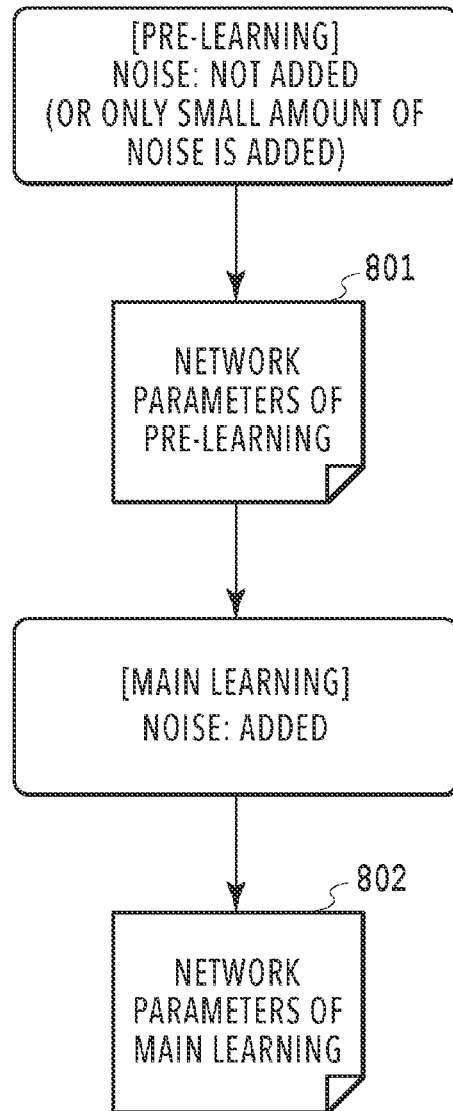 [PRE-LEARNING]
NOISE: NOT ADDED
(OR ONLY SMALL AMOUNT OF
NOISE IS ADDED)
801
NETWORK
PARAMETERS OF
PRE-LEARNING
[MAIN LEARNING]
NOISE: ADDED
802
NETWORK
PARAMETERS OF
MAIN LEARNING